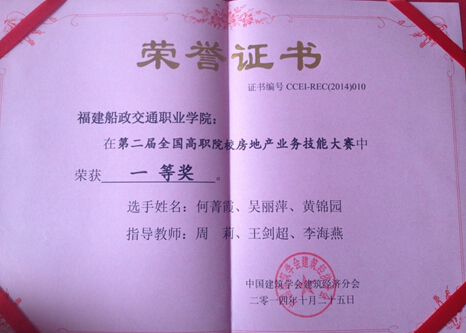 荣誉证书
证书编号 CCEI-REC(2014)010
福建船政交通职业学院：
在第二届全国高职院校房地产业务技能大赛中
荣获 一等奖 。
选手姓名：何菁霞、吴丽萍、黄锦园
指导教师：周 莉、王剑超、李海燕
中国建筑学会建筑经济分会
二〇一四年十月二十五日